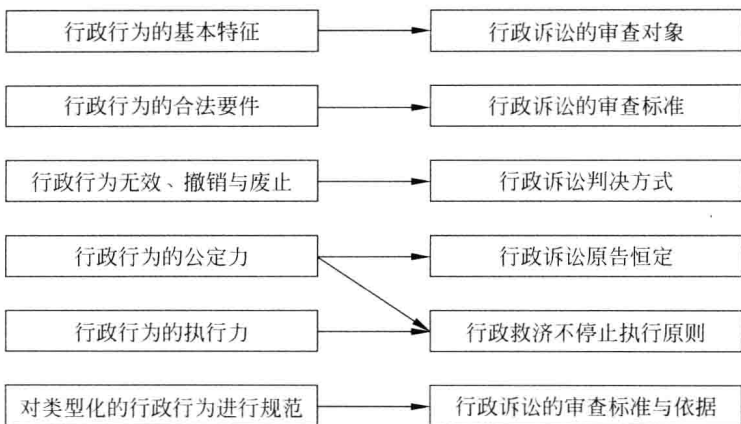 行政行为的基本特征
行政诉讼的审查对象
行政行为的合法要件
行政诉讼的审查标准
行政行为无效、撤销与废止
行政诉讼判决方式
行政行为的公定力
行政诉讼原告恒定
行政行为的执行力
行政救济不停止执行原则
对类型化的行政行为进行规范
行政诉讼的审查标准与依据